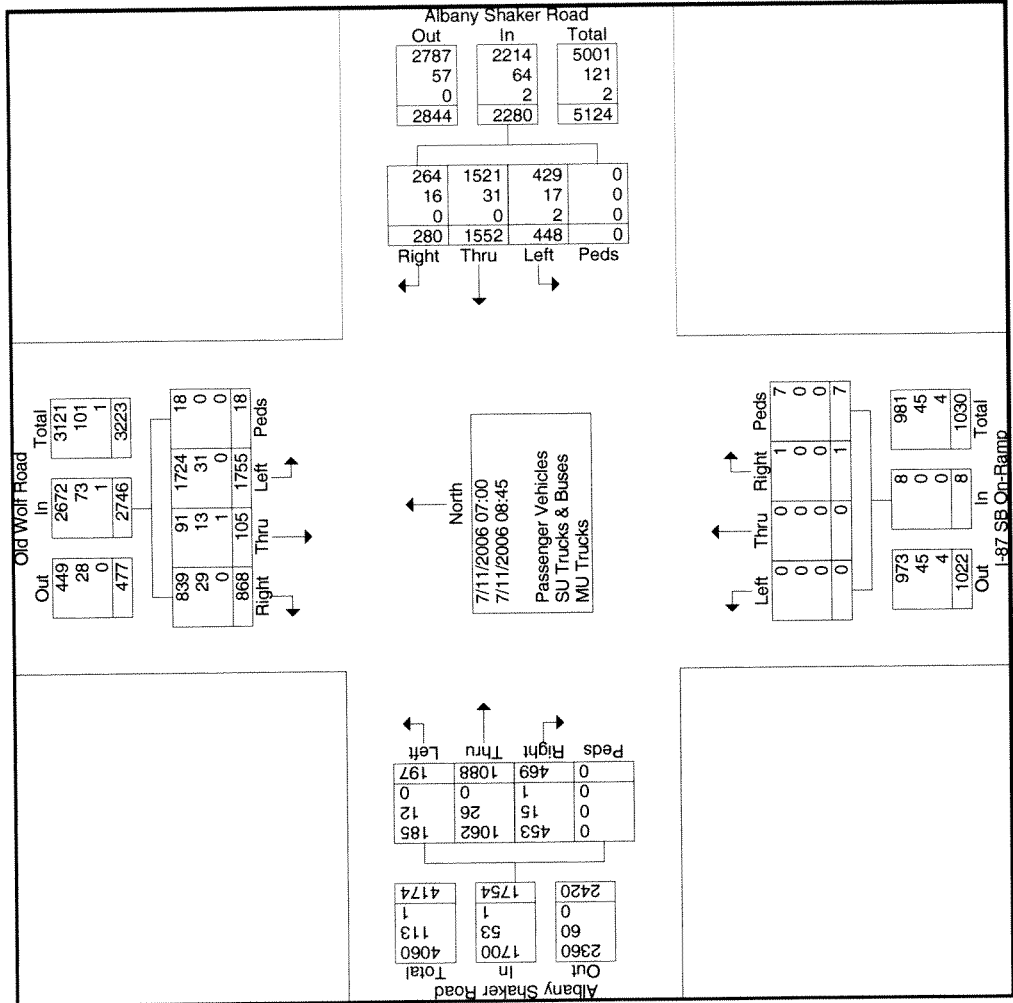 Albany Shaker Road
Out In Total
2787 2214 5001
57 64 121
0 2 2
2844 2280 5124
264 1521 429 0
16 31 17 0
0 0 2 0
280 1552 448 0
Right Thru Left Peds
Old Wolf Road
Out In Total
449 2672 3121
28 73 101
0 1 1
477 2746 3223
839 91 1724 18
29 13 31 0
0 1 0 0
868 105 1755 18
Right Thru Left Peds
North
7/11/2006 07:00
7/11/2006 08:45
Passenger Vehicles
SU Trucks & Buses
MU Trucks
Left Thru Right Peds
0 0 1 7
0 0 0 0
0 0 0 0
0 0 1 7
973 8 981
45 0 45
4 0 4
1022 8 1030
Out In Total
I-87 SB On-Ramp
Left Thru Right Peds
197 1088 469 0
0 0 1 0
12 26 15 0
185 1062 453 0
4174 1754 2420
1 1 0
113 53 60
4060 1700 2360
Total In Out
Albany Shaker Road